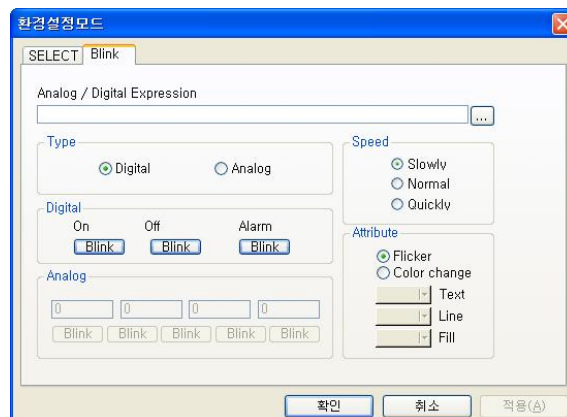 환경설정모드
SELECT Blink
Analog / Digital Expression
...
Type
Digital Analog
Speed
Slowly
Normal
Quickly
Digital
On Off Alarm
Blink Blink Blink
Attribute
Flicker
Color change
Text
Line
Fill
Analog
0 0 0 0
Blink Blink Blink Blink Blink
확인 취소 적용(A)